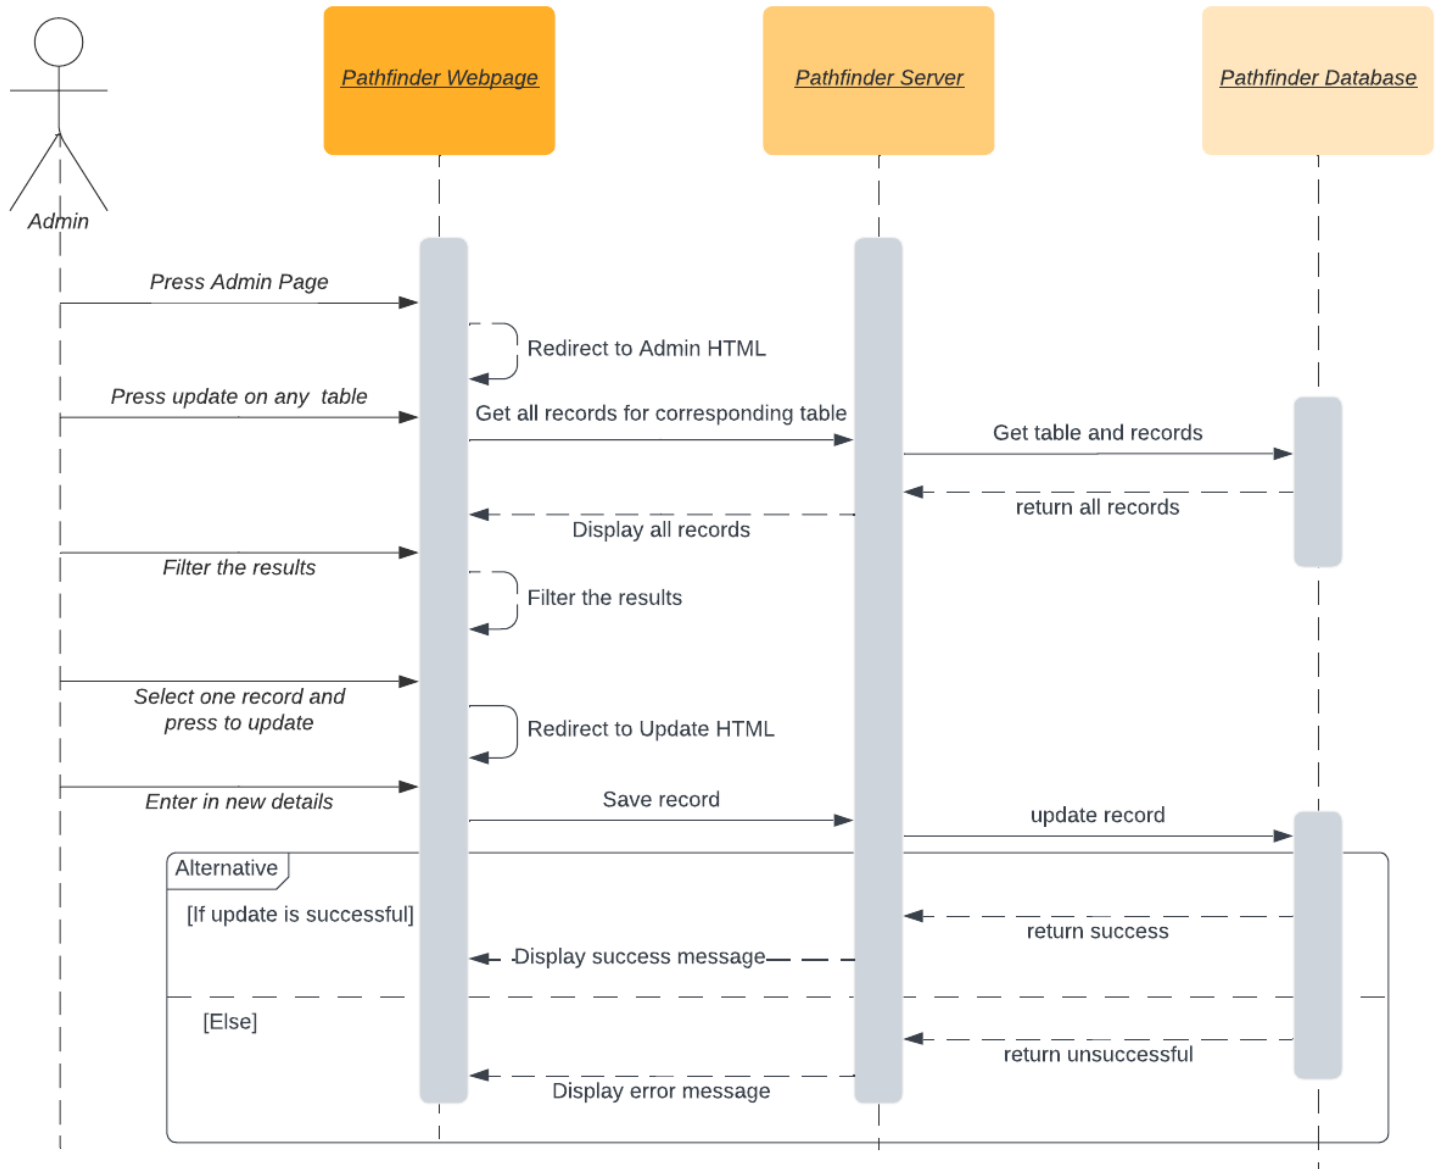 Pathfinder Webpage
Pathfinder Server
Pathfinder Database
Admin
Press Admin Page
Redirect to Admin HTML
Press update on any  table
Get all records for corresponding table
Get table and records
return all records
Display all records
Filter the results
Filter the results
Select one record and
press to update
Redirect to Update HTML
Enter in new details
Save record
update record
Alternative
[If update is successful]
return success
Display success message
[Else]
return unsuccessful
Display error message